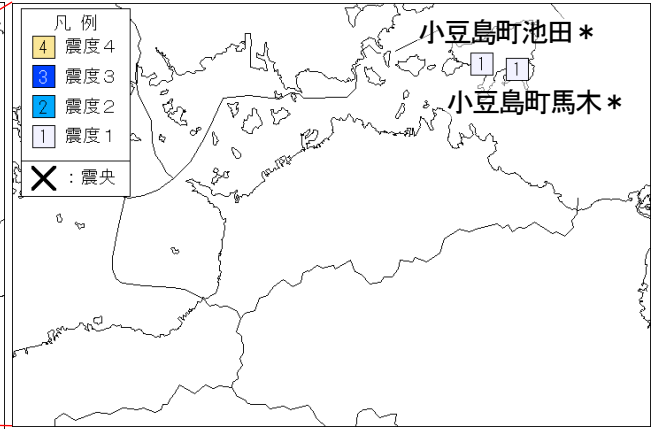 凡 例
4 震度4
3 震度3
2 震度2
1 震度1
：震央
小豆島町池田＊
1 1
小豆島町馬木＊